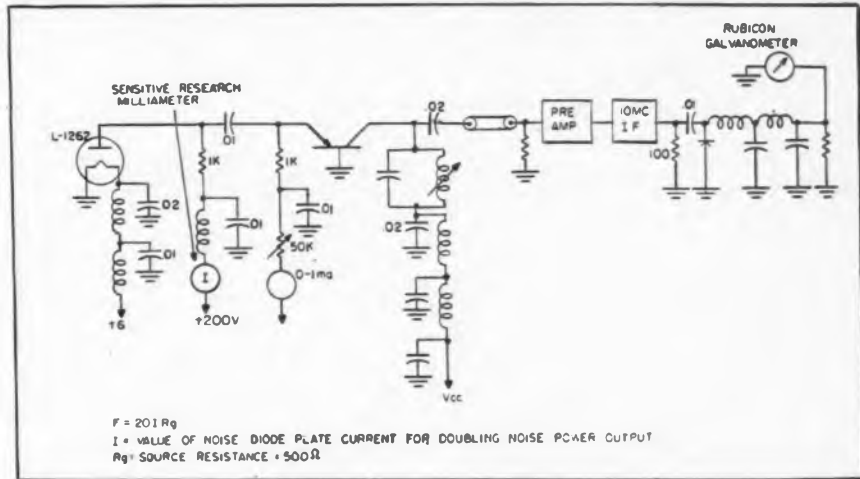 RUBICON
GALVANOMETER
SENSITIVE RESEARCH
MILLIAMETER
L-1262
.01
.02
PRE
AMP
10MC
I F
.01
1K
1K
100
.02
.01
.01
.01
.02
50K
I
0-1ma
+6
+200V
Vcc
F = 20 I Rg
I = VALUE OF NOISE DIODE PLATE CURRENT FOR DOUBLING NOISE POWER OUTPUT
Rg = SOURCE RESISTANCE = 500Ω